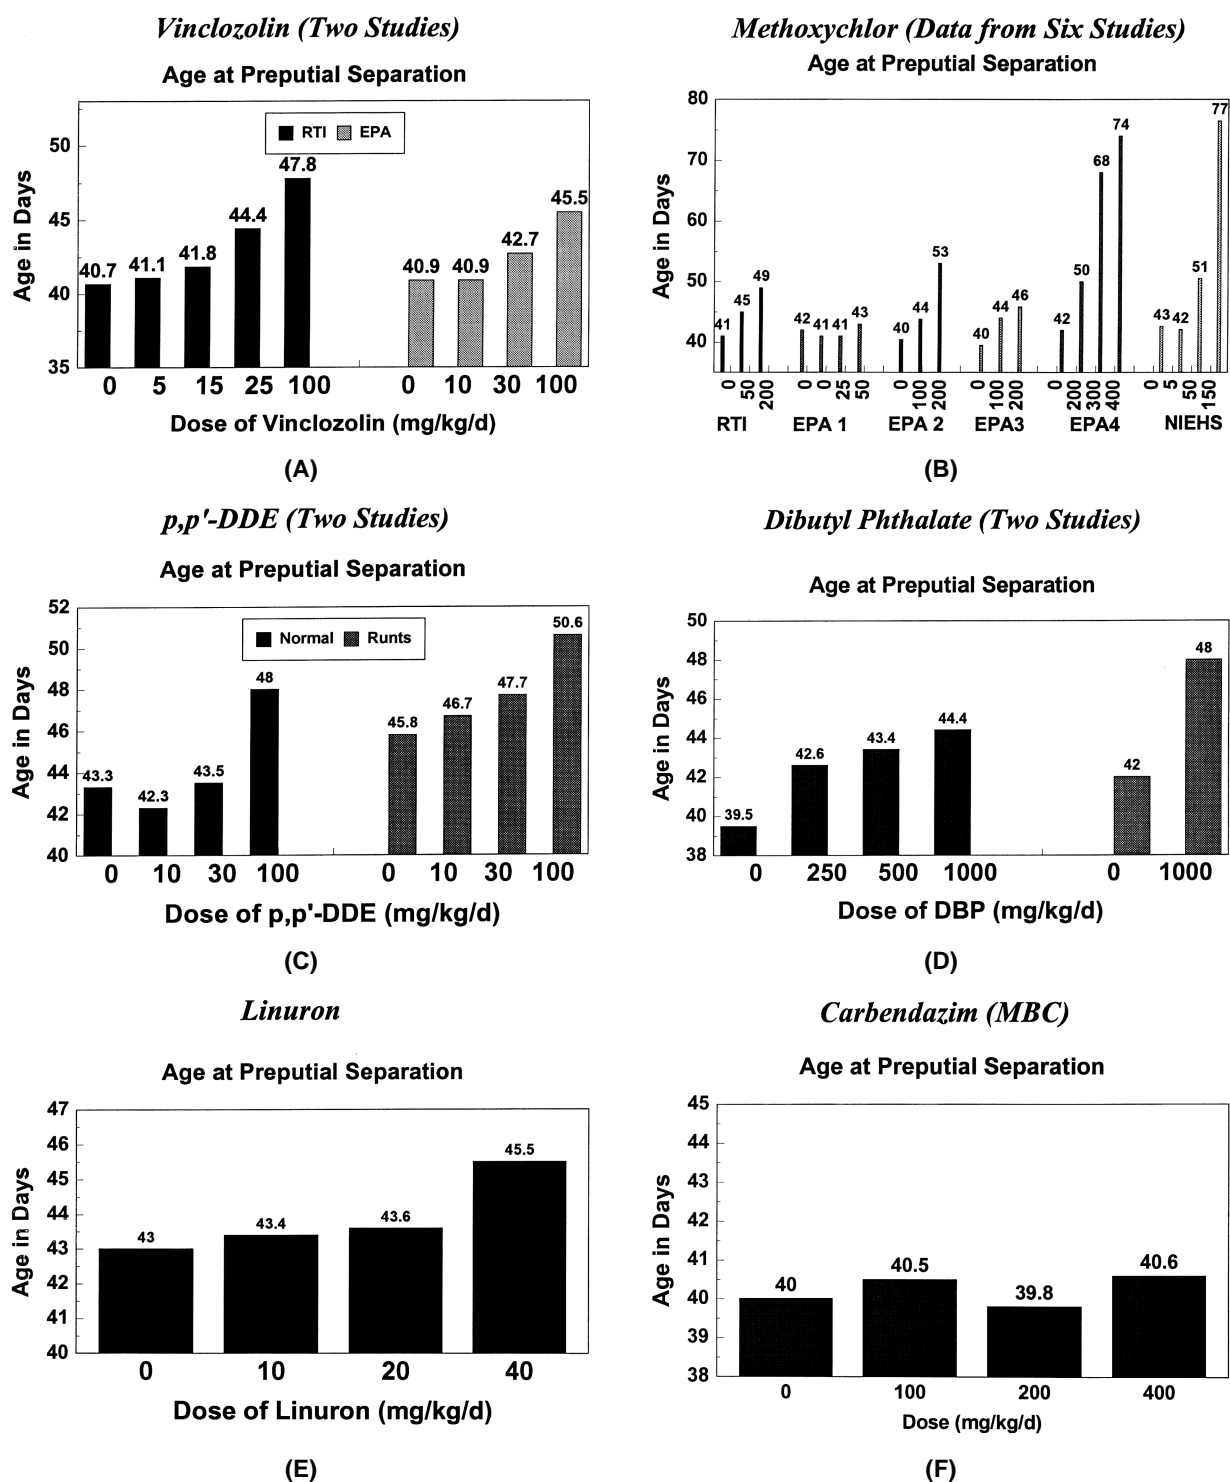 Vinclozolin (Two Studies)
Age at Preputial Separation
Age in Days
50
45
40
35
RTI EPA
40.7 41.1 41.8 44.4 47.8
40.9 40.9 42.7 45.5
0 5 15 25 100 0 10 30 100
Dose of Vinclozolin (mg/kg/d)
(A)
Methoxychlor (Data from Six Studies)
Age at Preputial Separation
Age in Days
80
70
60
50
40
41 45 49 42 41 41 43 40 44 53 40 44 46 42 50 68 74 43 42 51 77
0 50 200 0 0 25 50 0 100 200 0 100 200 0 200 300 400 0 5 50 150
RTI EPA 1 EPA 2 EPA3 EPA4 NIEHS
(B)
p,p'-DDE (Two Studies)
Age at Preputial Separation
Age in Days
52
50
48
46
44
42
40
Normal Runts
43.3 42.3 43.5 48
45.8 46.7 47.7 50.6
0 10 30 100 0 10 30 100
Dose of p,p'-DDE (mg/kg/d)
(C)
Dibutyl Phthalate (Two Studies)
Age at Preputial Separation
Age in Days
50
48
46
44
42
40
38
39.5 42.6 43.4 44.4 42 48
0 250 500 1000 0 1000
Dose of DBP (mg/kg/d)
(D)
Linuron
Age at Preputial Separation
Age in Days
47
46
45
44
43
42
41
40
43 43.4 43.6 45.5
0 10 20 40
Dose of Linuron (mg/kg/d)
(E)
Carbendazim (MBC)
Age at Preputial Separation
Age in Days
45
44
43
42
41
40
39
38
40 40.5 39.8 40.6
0 100 200 400
Dose (mg/kg/d)
(F)